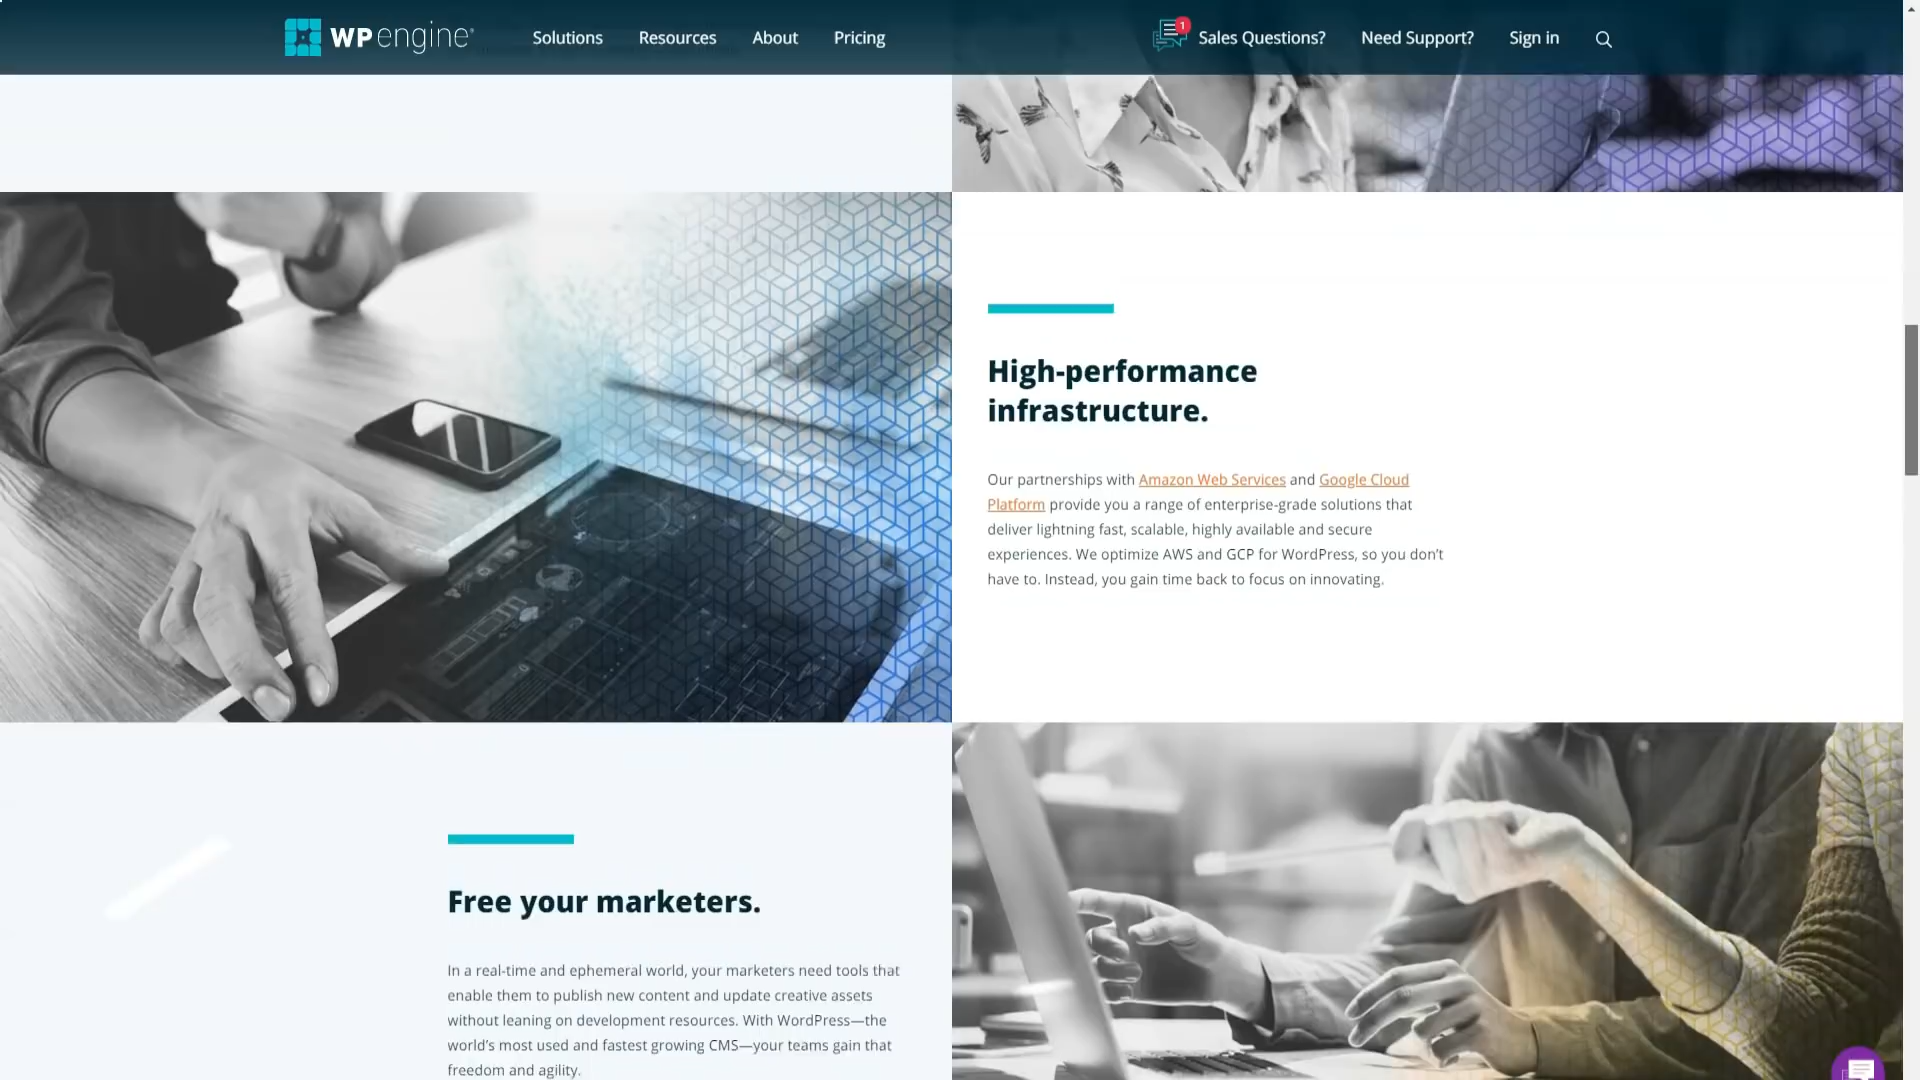 WP engine®
Solutions
Resources
About
Pricing
1
Sales Questions?
Need Support?
Sign in
High-performance
infrastructure.
Our partnerships with Amazon Web Services and Google Cloud
Platform provide you a range of enterprise-grade solutions that
deliver lightning fast, scalable, highly available and secure
experiences. We optimize AWS and GCP for WordPress, so you don’t
have to. Instead, you gain time back to focus on innovating.
Free your marketers.
In a real-time and ephemeral world, your marketers need tools that
enable them to publish new content and update creative assets
without leaning on development resources. With WordPress—the
world’s most used and fastest growing CMS—your teams gain that
freedom and agility.